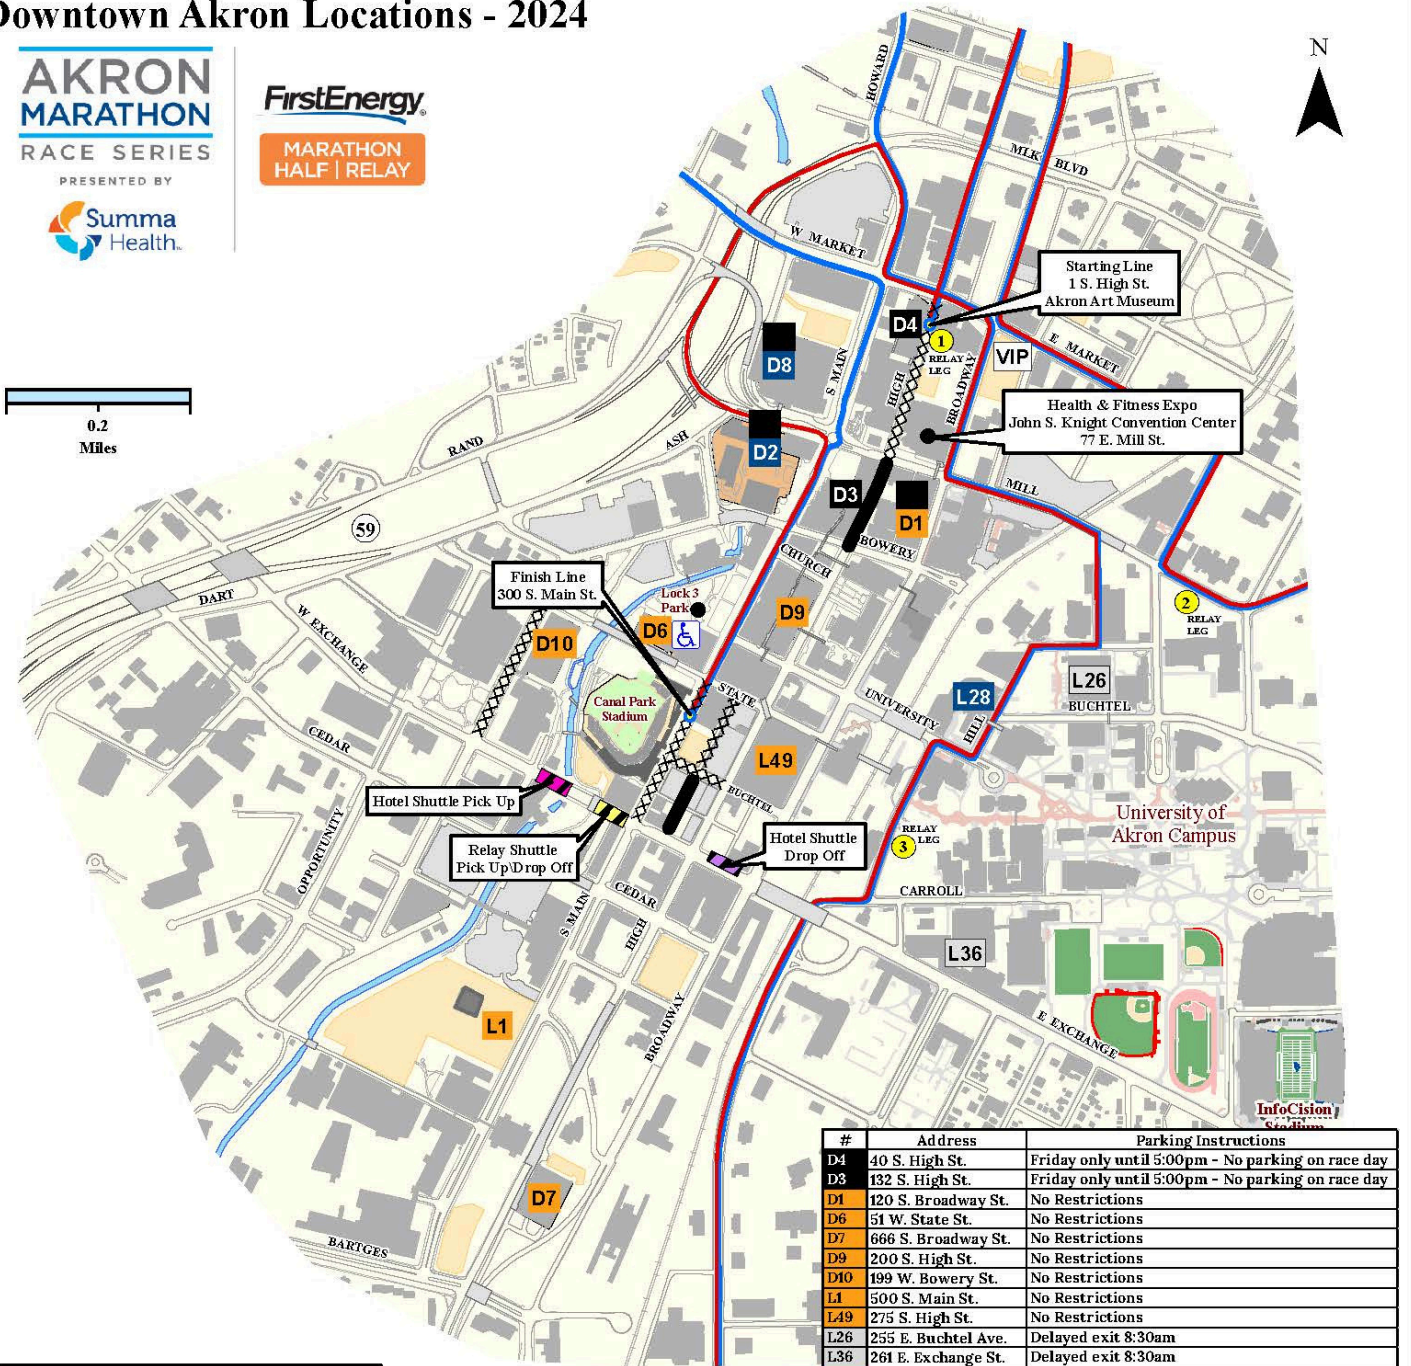 Downtown Akron Locations - 2024
AKRON
MARATHON
RACE SERIES
PRESENTED BY
Summa
Health
FirstEnergy
MARATHON
HALF | RELAY
N
0.2
Miles
HOWARD
MLK BLVD
W MARKET
Starting Line
1 S. High St.
Akron Art Museum
D4
1
RELAY
LEG
VIP
E MARKET
D8
S MAIN
HIGH
BROADWAY
Health & Fitness Expo
John S. Knight Convention Center
77 E. Mill St.
RAND
ASH
D2
D3
D1
MILL
BOWERY
59
CHURCH
Finish Line
300 S. Main St.
DART
W EXCHANGE
Lock 3
Park
D6
D9
D10
2
RELAY
LEG
Canal Park
Stadium
STATE
UNIVERSITY
L28
L26
BUCHTEL
HILL
CEDAR
L49
BUCHTEL
Hotel Shuttle Pick Up
Relay Shuttle
Pick Up\Drop Off
Hotel Shuttle
Drop Off
RELAY
LEG
3
University of
Akron Campus
OPPORTUNITY
CEDAR
CARROLL
S MAIN
HIGH
L36
L1
BROADWAY
E EXCHANGE
InfoCision
Stadium
D7
BARTGES
# Address Parking Instructions
D4 40 S. High St. Friday only until 5:00pm - No parking on race day
D3 132 S. High St. Friday only until 5:00pm - No parking on race day
D1 120 S. Broadway St. No Restrictions
D6 51 W. State St. No Restrictions
D7 666 S. Broadway St. No Restrictions
D9 200 S. High St. No Restrictions
D10 199 W. Bowery St. No Restrictions
L1 500 S. Main St. No Restrictions
L49 275 S. High St. No Restrictions
L26 255 E. Buchtel Ave. Delayed exit 8:30am
L36 261 E. Exchange St. Delayed exit 8:30am